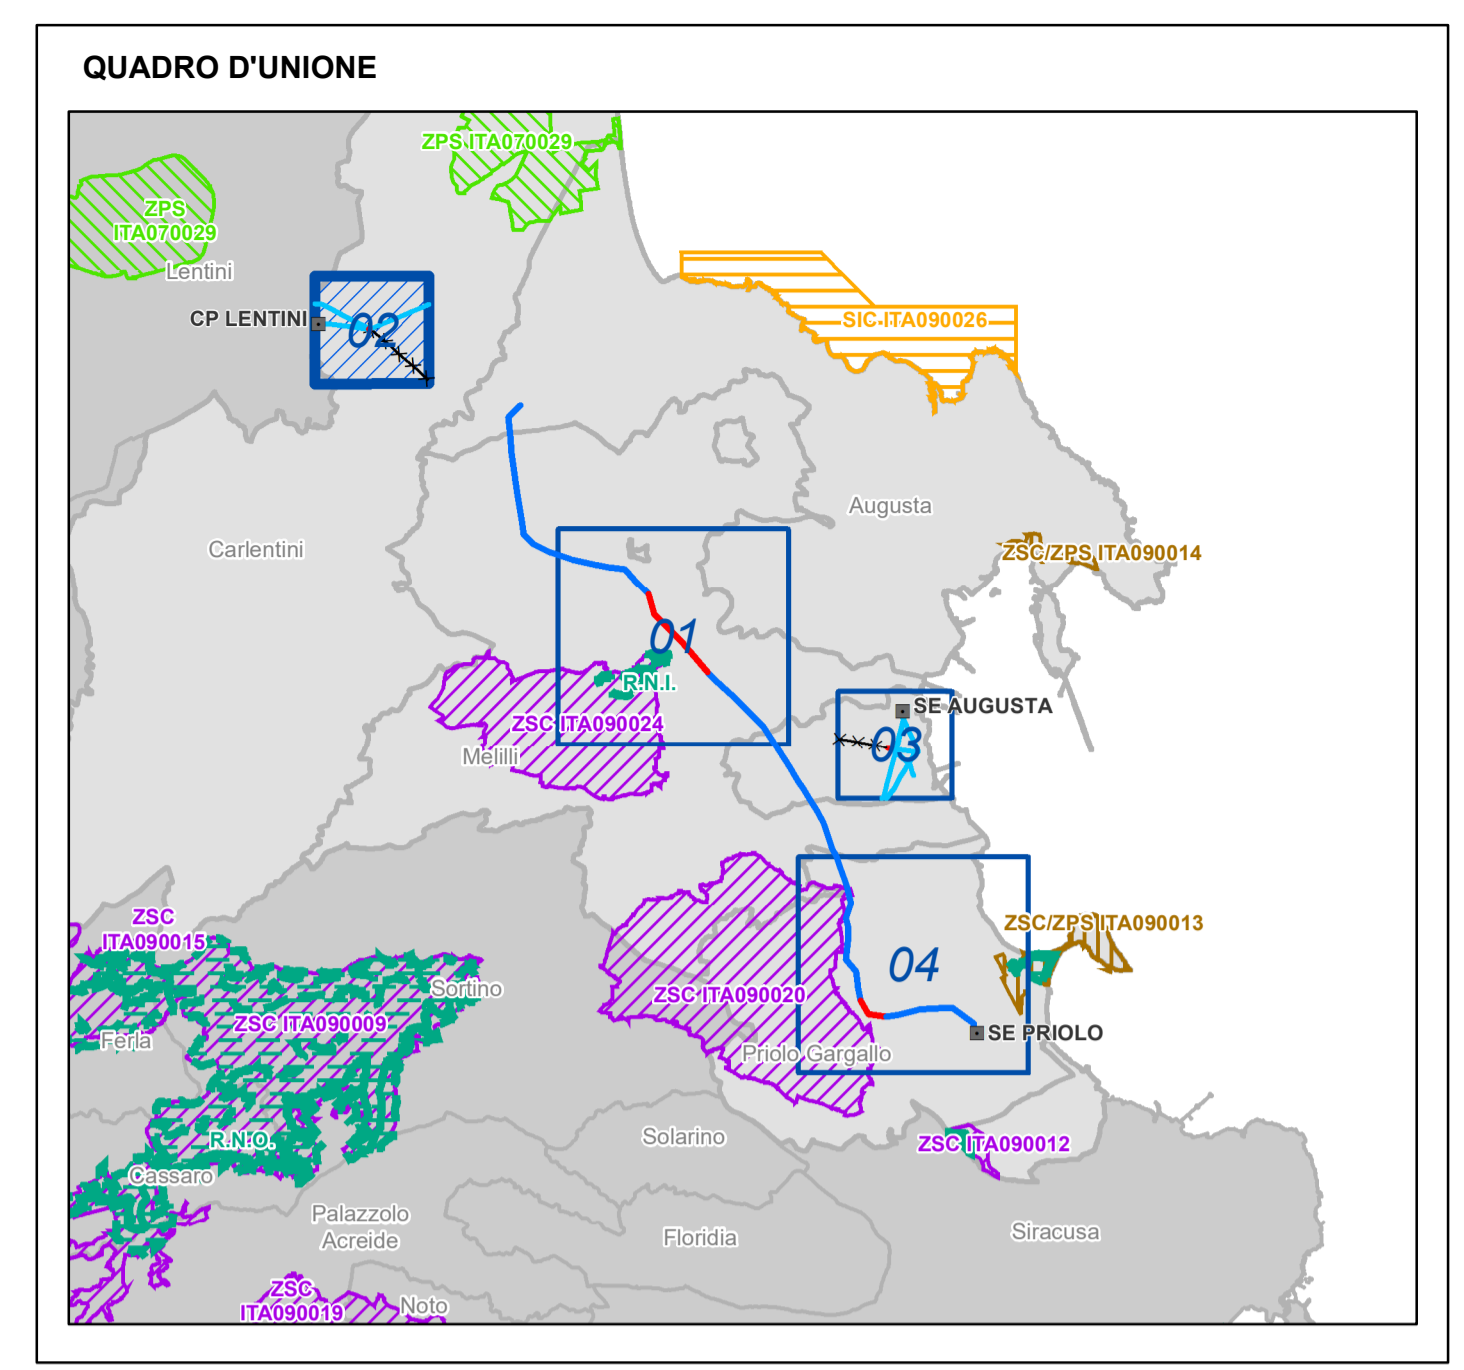 QUADRO D'UNIONE
ZPS ITA070029
ZPS
ITA070029
Lentini
CP LENTINI
02
SIC ITA090026
Augusta
Carlentini
ZSC/ZPS ITA090014
01
R.N.I.
ZSC ITA090024
Melilli
SE AUGUSTA
03
ZSC
ITA090015
ZSC/ZPS ITA090013
04
Sortino
ZSC ITA090020
ZSC ITA090009
Ferla
SE PRIOLO
Priolo Gargallo
R.N.O.
Solarino
ZSC ITA090012
Cassaro
Palazzolo
Acreide
Floridia
Siracusa
ZSC
ITA090019
Noto